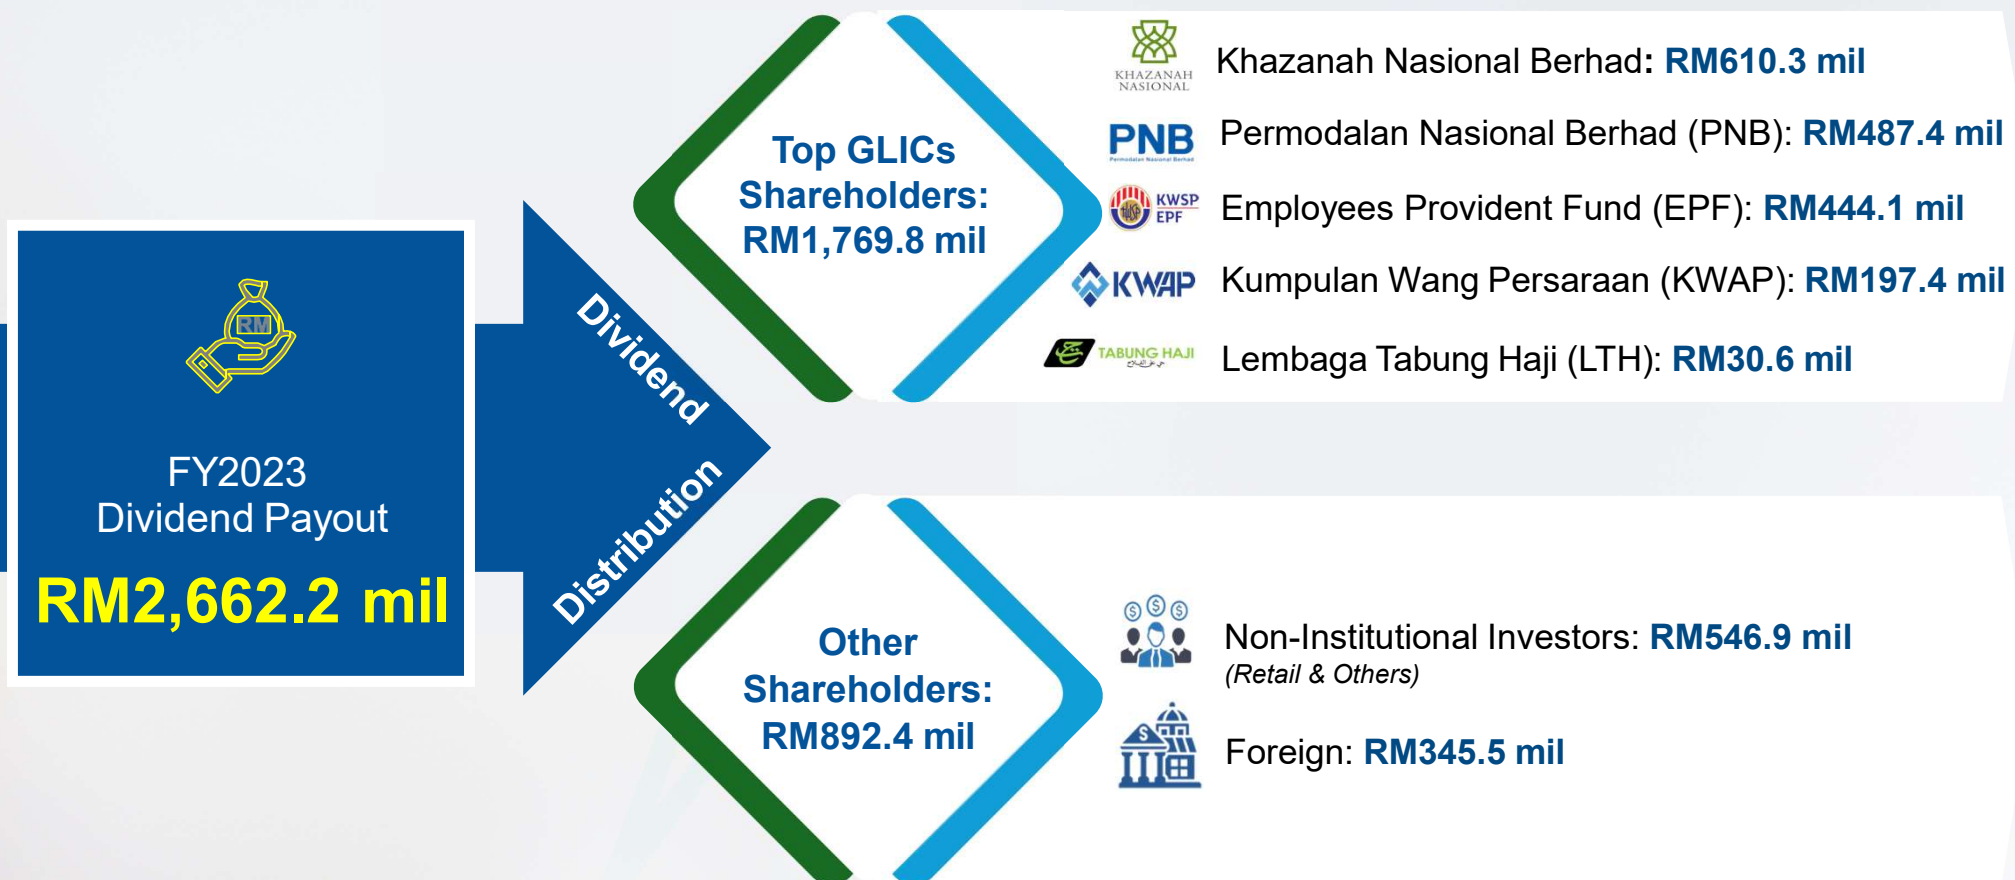 RM
FY2023
Dividend Payout
RM2,662.2 mil
Dividend
Distribution
Top GLICs
Shareholders:
RM1,769.8 mil
KHAZANAH
NASIONAL
Khazanah Nasional Berhad: RM610.3 mil
PNB
Permodalan Nasional Berhad
Permodalan Nasional Berhad (PNB): RM487.4 mil
KWSP
EPF
Employees Provident Fund (EPF): RM444.1 mil
KWAP
Kumpulan Wang Persaraan (KWAP): RM197.4 mil
TABUNG HAJI
Lembaga Tabung Haji (LTH): RM30.6 mil
Other
Shareholders:
RM892.4 mil
Non-Institutional Investors: RM546.9 mil
(Retail & Others)
Foreign: RM345.5 mil